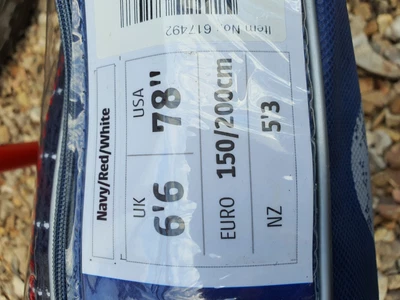 Item No.: 617492
Navy/Red/White
UK 6'6 USA 78"
EURO 150/200cm
NZ 5'3